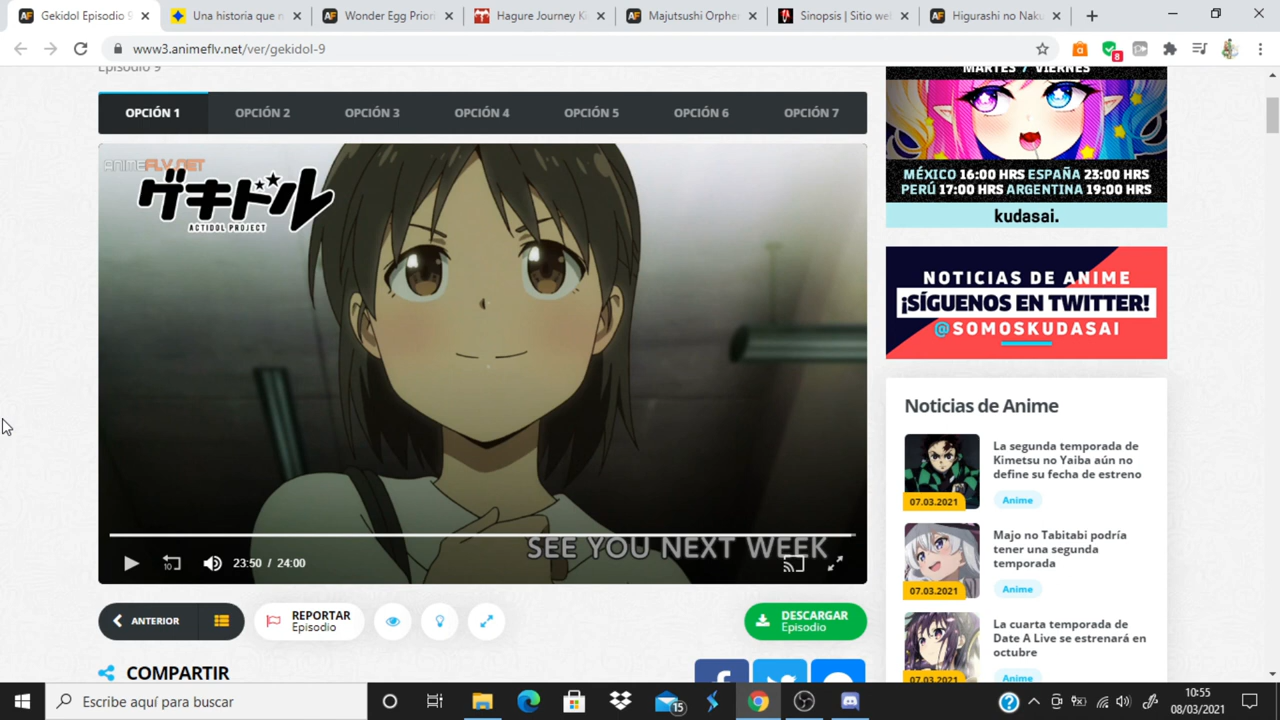 Gekidol Episodio 9
Una historia que n
Wonder Egg Priori
Hagure Journey Ki
Majutsushi Orphen
Sinopsis | Sitio we
Higurashi no Naku
www3.animeflv.net/ver/gekidol-9
8
Episodio 9
OPCIÓN 1
OPCIÓN 2
OPCIÓN 3
OPCIÓN 4
OPCIÓN 5
OPCIÓN 6
OPCIÓN 7
ANIMEFLV.NET
ゲキドル
ACTIDOL PROJECT
SEE YOU NEXT WEEK
10
23:50 / 24:00
ANTERIOR
REPORTAR
Episodio
DESCARGAR
Episodio
COMPARTIR
MARTES Y VIERNES
MÉXICO 16:00 HRS ESPAÑA 23:00 HRS
PERÚ 17:00 HRS ARGENTINA 19:00 HRS
kudasai.
NOTICIAS DE ANIME
¡SÍGUENOS EN TWITTER!
@SOMOSKUDASAI
Noticias de Anime
La segunda temporada de
Kimetsu no Yaiba aún no
define su fecha de estreno
07.03.2021
Anime
Majo no Tabitabi podría
tener una segunda
temporada
07.03.2021
Anime
La cuarta temporada de
Date A Live se estrenará en
octubre
07.03.2021
Anime
Escribe aquí para buscar
15
10:55
08/03/2021